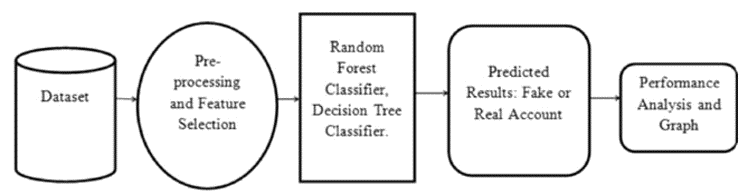 Dataset
Pre-
processing
and Feature
Selection
Random
Forest
Classifier,
Decision Tree
Classifier.
Predicted
Results: Fake or
Real Account
Performance
Analysis and
Graph